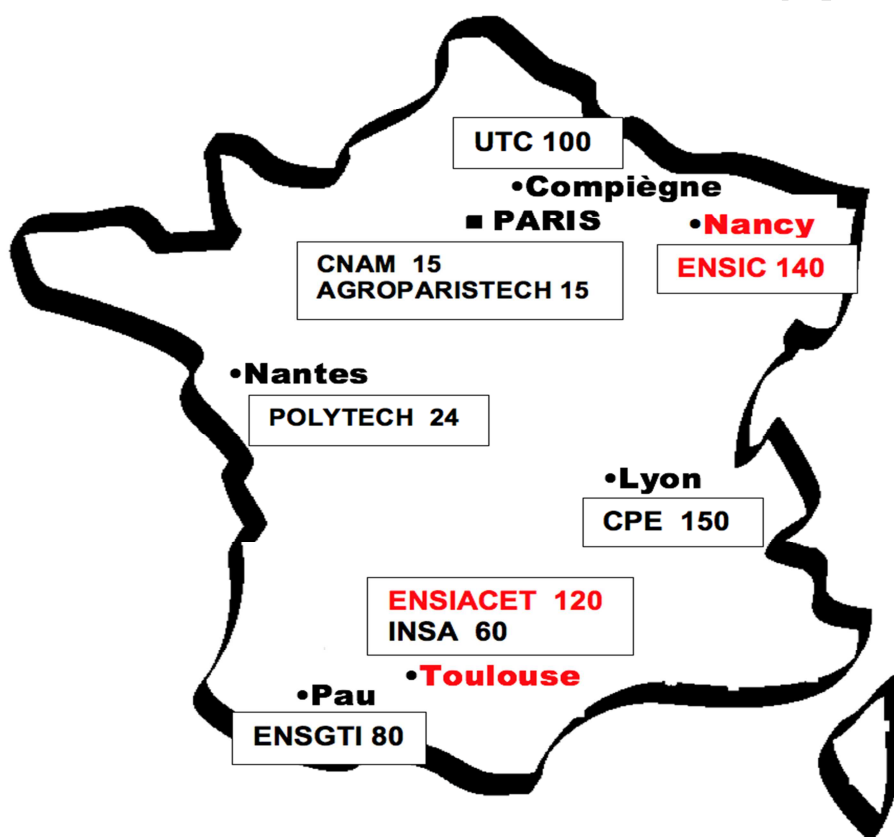 UTC 100
•Compiègne
■ PARIS
•Nancy
CNAM 15
AGROPARISTECH 15
ENSIC 140
•Nantes
POLYTECH 24
•Lyon
CPE 150
ENSIACET 120
INSA 60
•Toulouse
•Pau
ENSGTI 80